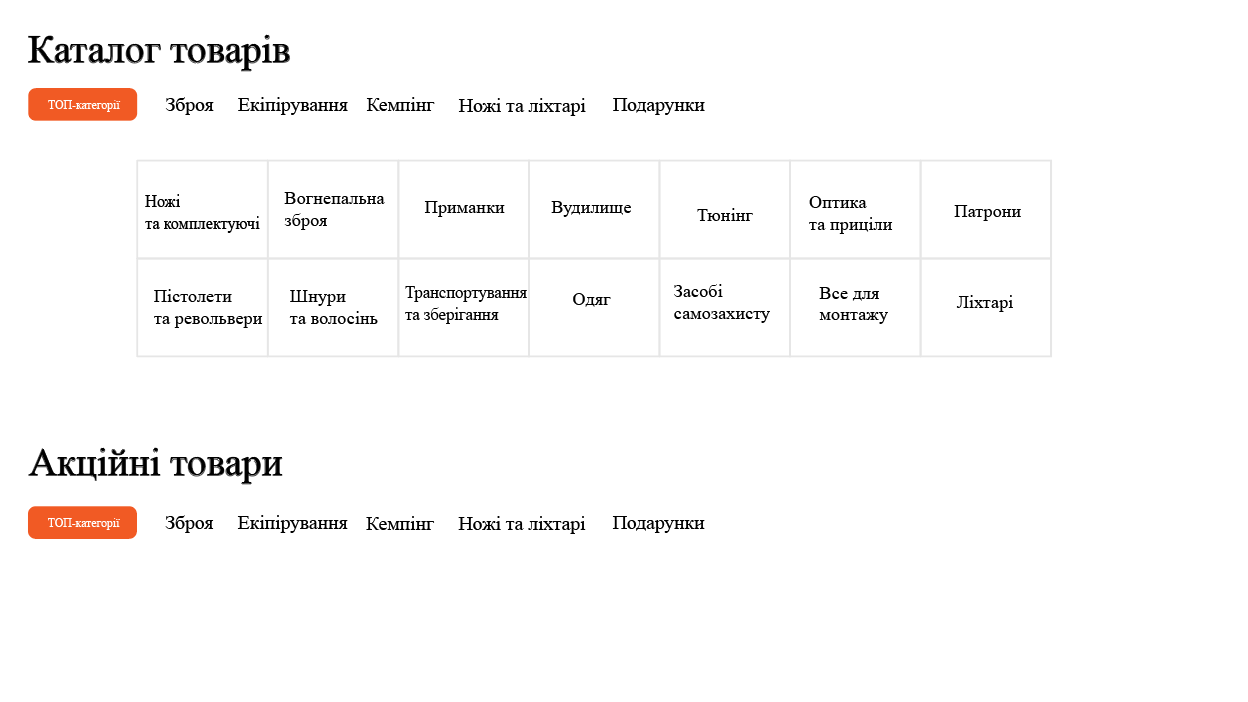 Каталог товарів
ТОП-категорії Зброя Екіпірування Кемпінг Ножі та ліхтарі Подарунки
Ножі
та комплектуючі
Вогнепальна
зброя
Приманки
Вудилище
Тюнінг
Оптика
та приціли
Патрони
Пістолети
та револьвери
Шнури
та волосінь
Транспортування
та зберігання
Одяг
Засобі
самозахисту
Все для
монтажу
Ліхтарі
Акційні товари
ТОП-категорії Зброя Екіпірування Кемпінг Ножі та ліхтарі Подарунки